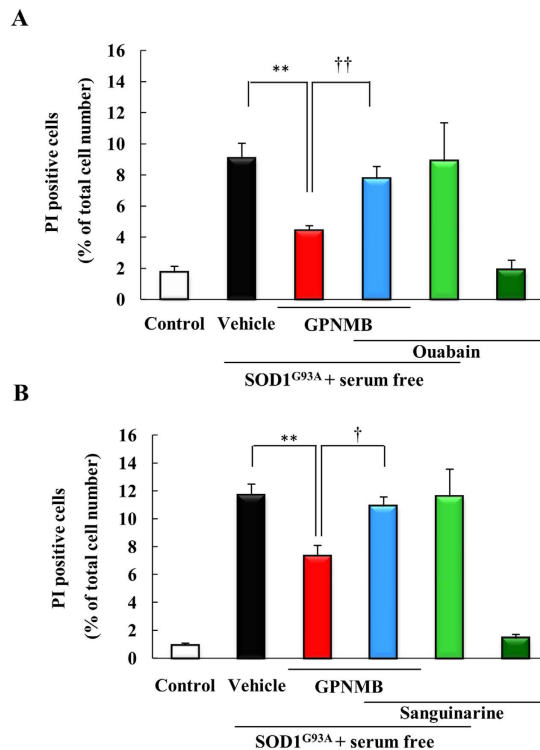 A
PI positive cells
(% of total cell number)
16
14
12
10
8
6
4
2
0
**
††
Control Vehicle GPNMB
Ouabain
SOD1G93A + serum free
B
PI positive cells
(% of total cell number)
16
14
12
10
8
6
4
2
0
**
†
Control Vehicle GPNMB
Sanguinarine
SOD1G93A + serum free